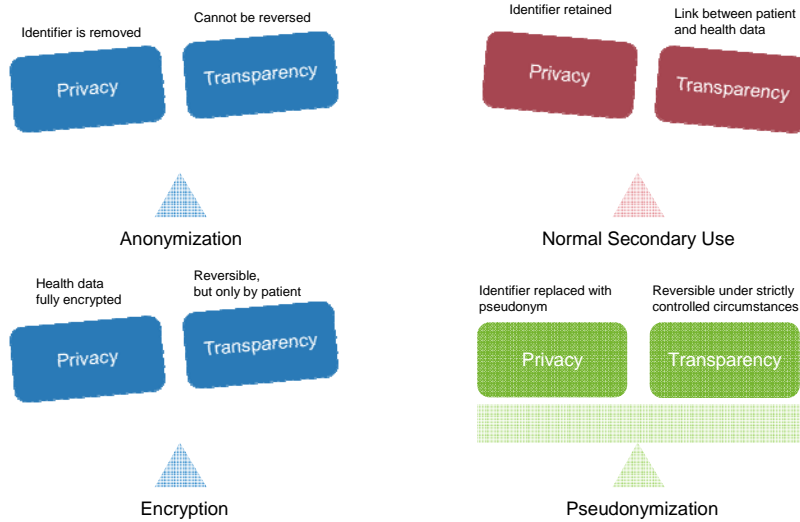 Identifier is removed
Cannot be reversed
Privacy
Transparency
Anonymization
Identifier retained
Link between patient
and health data
Privacy
Transparency
Normal Secondary Use
Health data
fully encrypted
Reversible,
but only by patient
Privacy
Transparency
Encryption
Identifier replaced with
pseudonym
Reversible under strictly
controlled circumstances
Privacy
Transparency
Pseudonymization